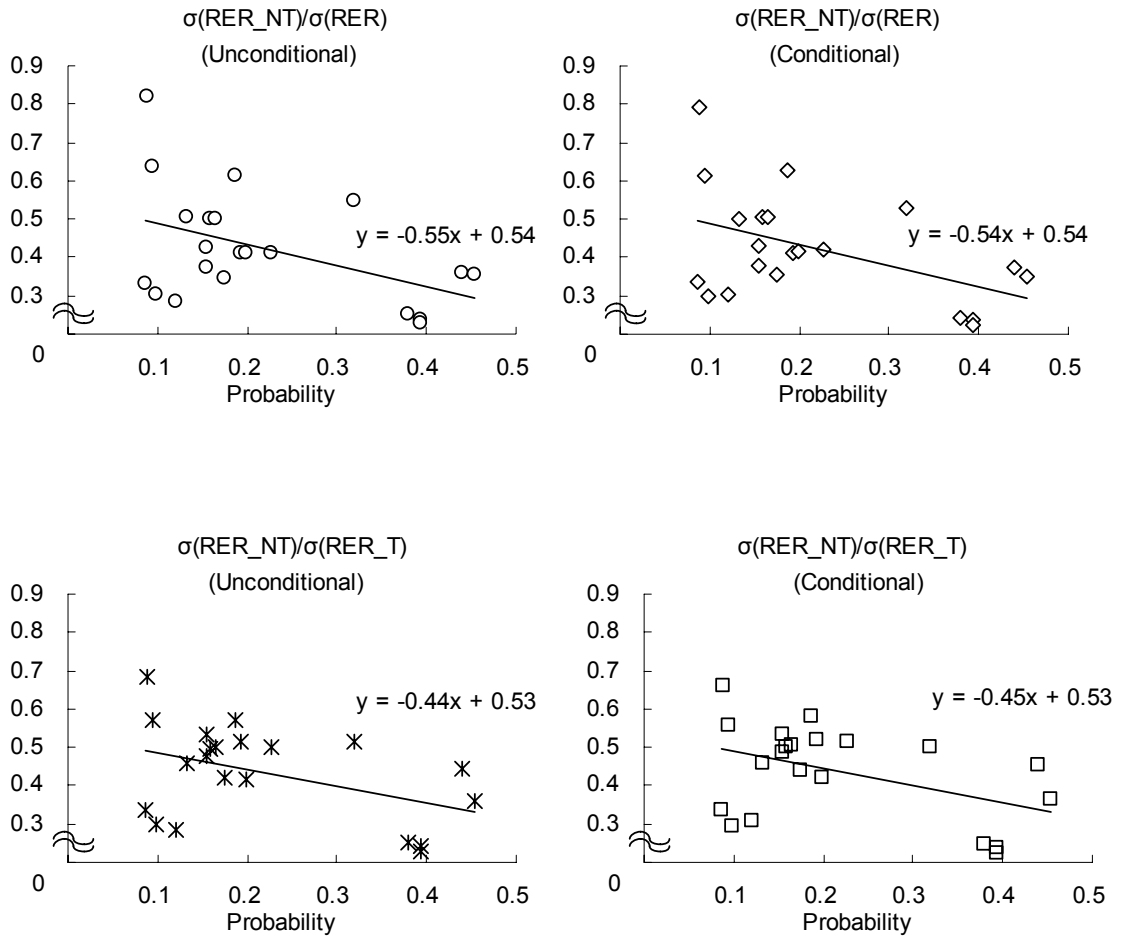 σ(RER_NT)/σ(RER)
(Unconditional)
0.9
0.8
0.7
0.6
0.5
0.4
0.3
0
y = -0.55x + 0.54
0.1 0.2 0.3 0.4 0.5
Probability
σ(RER_NT)/σ(RER)
(Conditional)
0.9
0.8
0.7
0.6
0.5
0.4
0.3
0
y = -0.54x + 0.54
0.1 0.2 0.3 0.4 0.5
Probability
σ(RER_NT)/σ(RER_T)
(Unconditional)
0.9
0.8
0.7
0.6
0.5
0.4
0.3
0
y = -0.44x + 0.53
0.1 0.2 0.3 0.4 0.5
Probability
σ(RER_NT)/σ(RER_T)
(Conditional)
0.9
0.8
0.7
0.6
0.5
0.4
0.3
0
y = -0.45x + 0.53
0.1 0.2 0.3 0.4 0.5
Probability